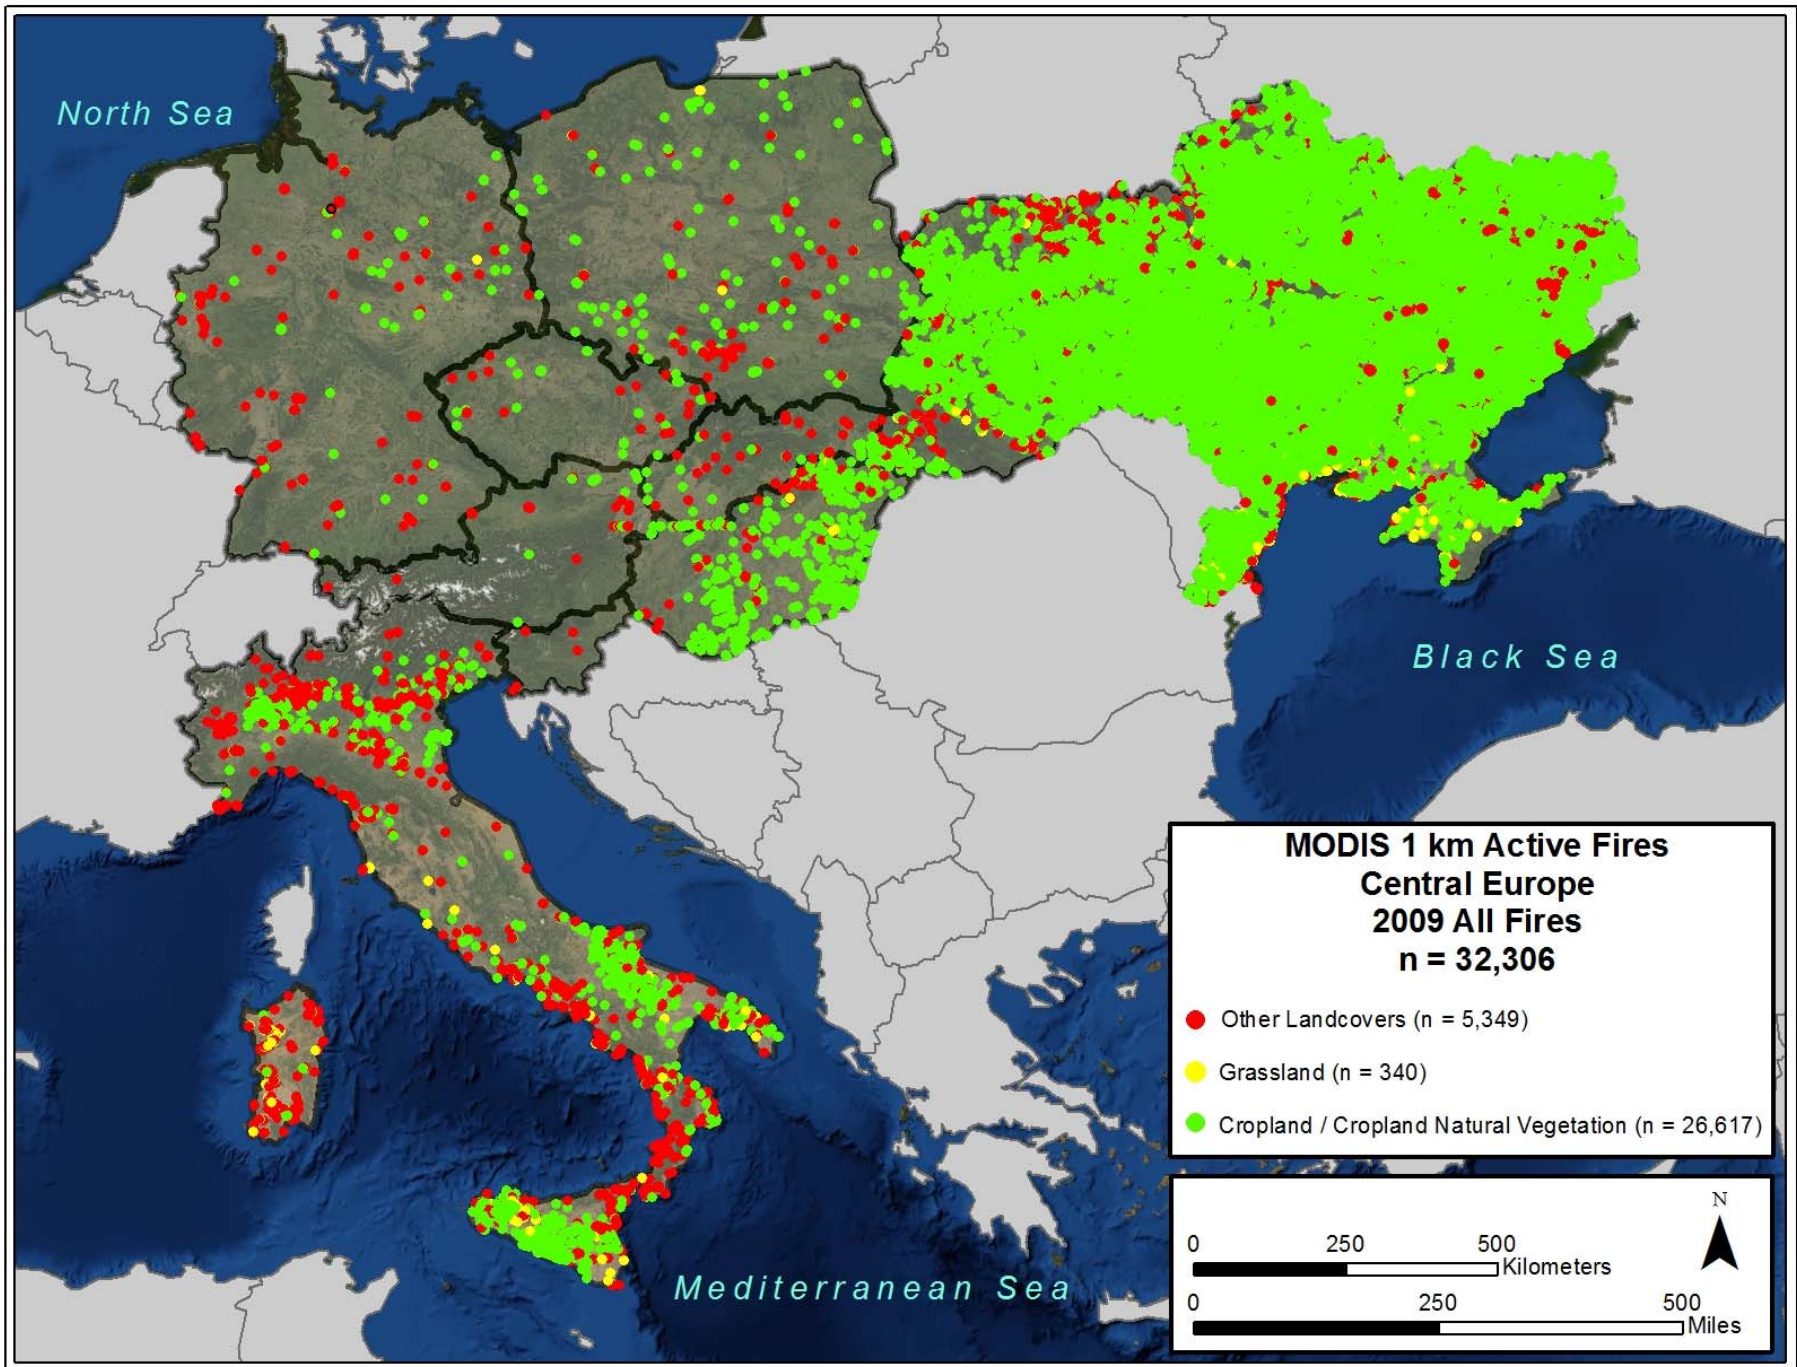 North Sea
Black Sea
MODIS 1 km Active Fires
Central Europe
2009 All Fires
n = 32,306
Other Landcovers (n = 5,349)
Grassland (n = 340)
Cropland / Cropland Natural Vegetation (n = 26,617)
N
0 250 500
Kilometers
0 250 500
Miles
Mediterranean Sea